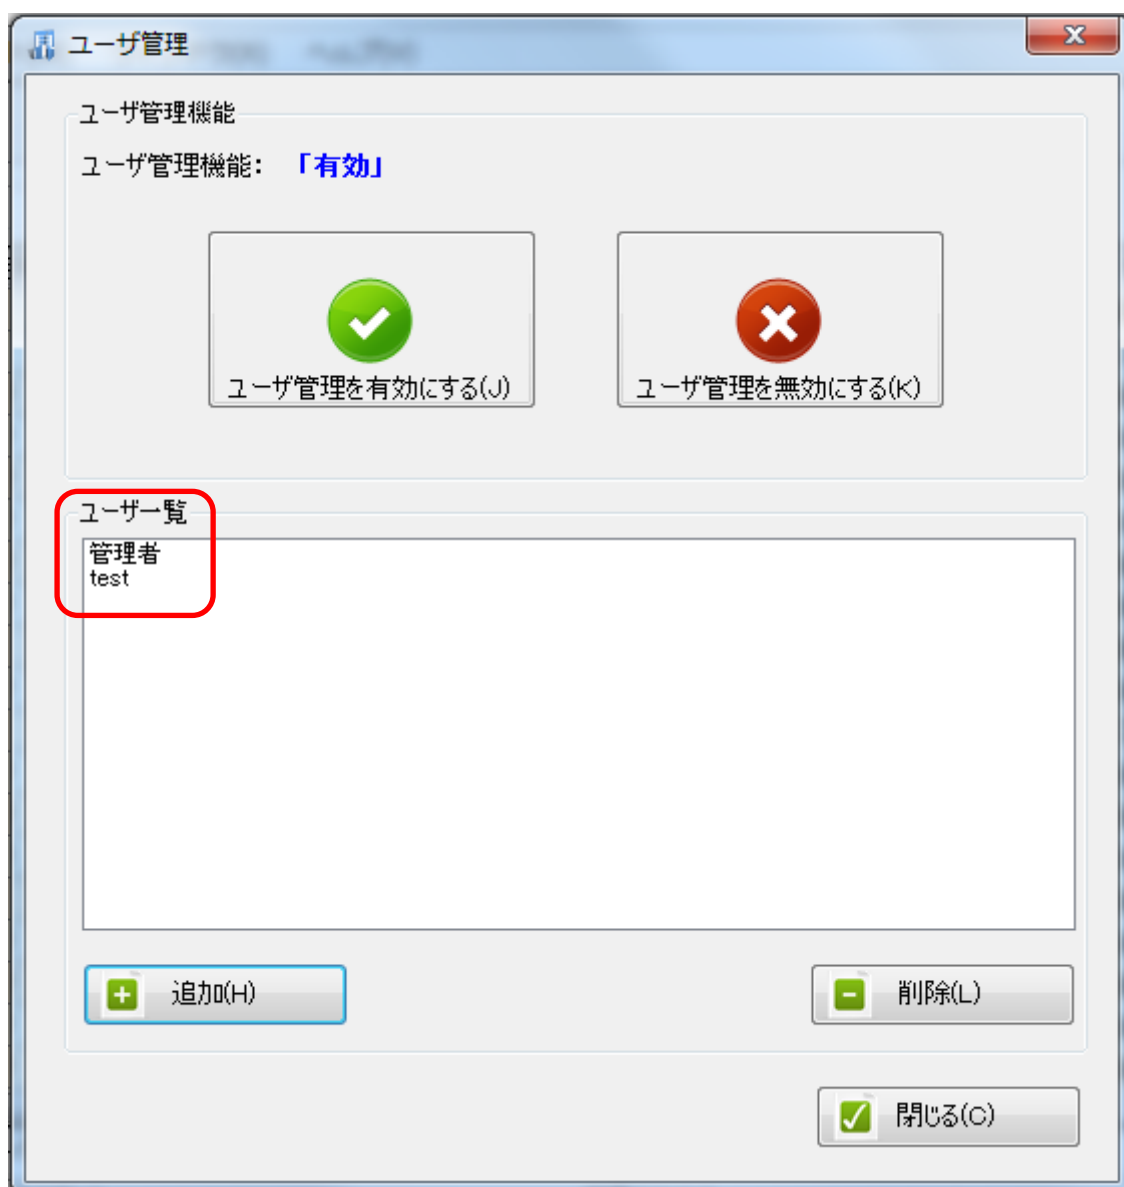 ユーザ管理
ユーザ管理機能
ユーザ管理機能： 「有効」
ユーザ管理を有効にする(J)
ユーザ管理を無効にする(K)
ユーザ一覧
管理者
test
追加(H)
削除(L)
閉じる(C)